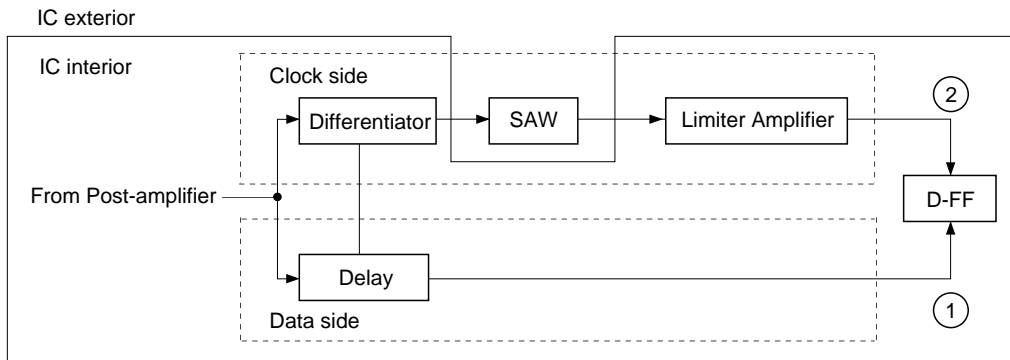 IC exterior
IC interior
Clock side
2
Differentiator
SAW
Limiter Amplifier
From Post-amplifier
D-FF
Delay
1
Data side